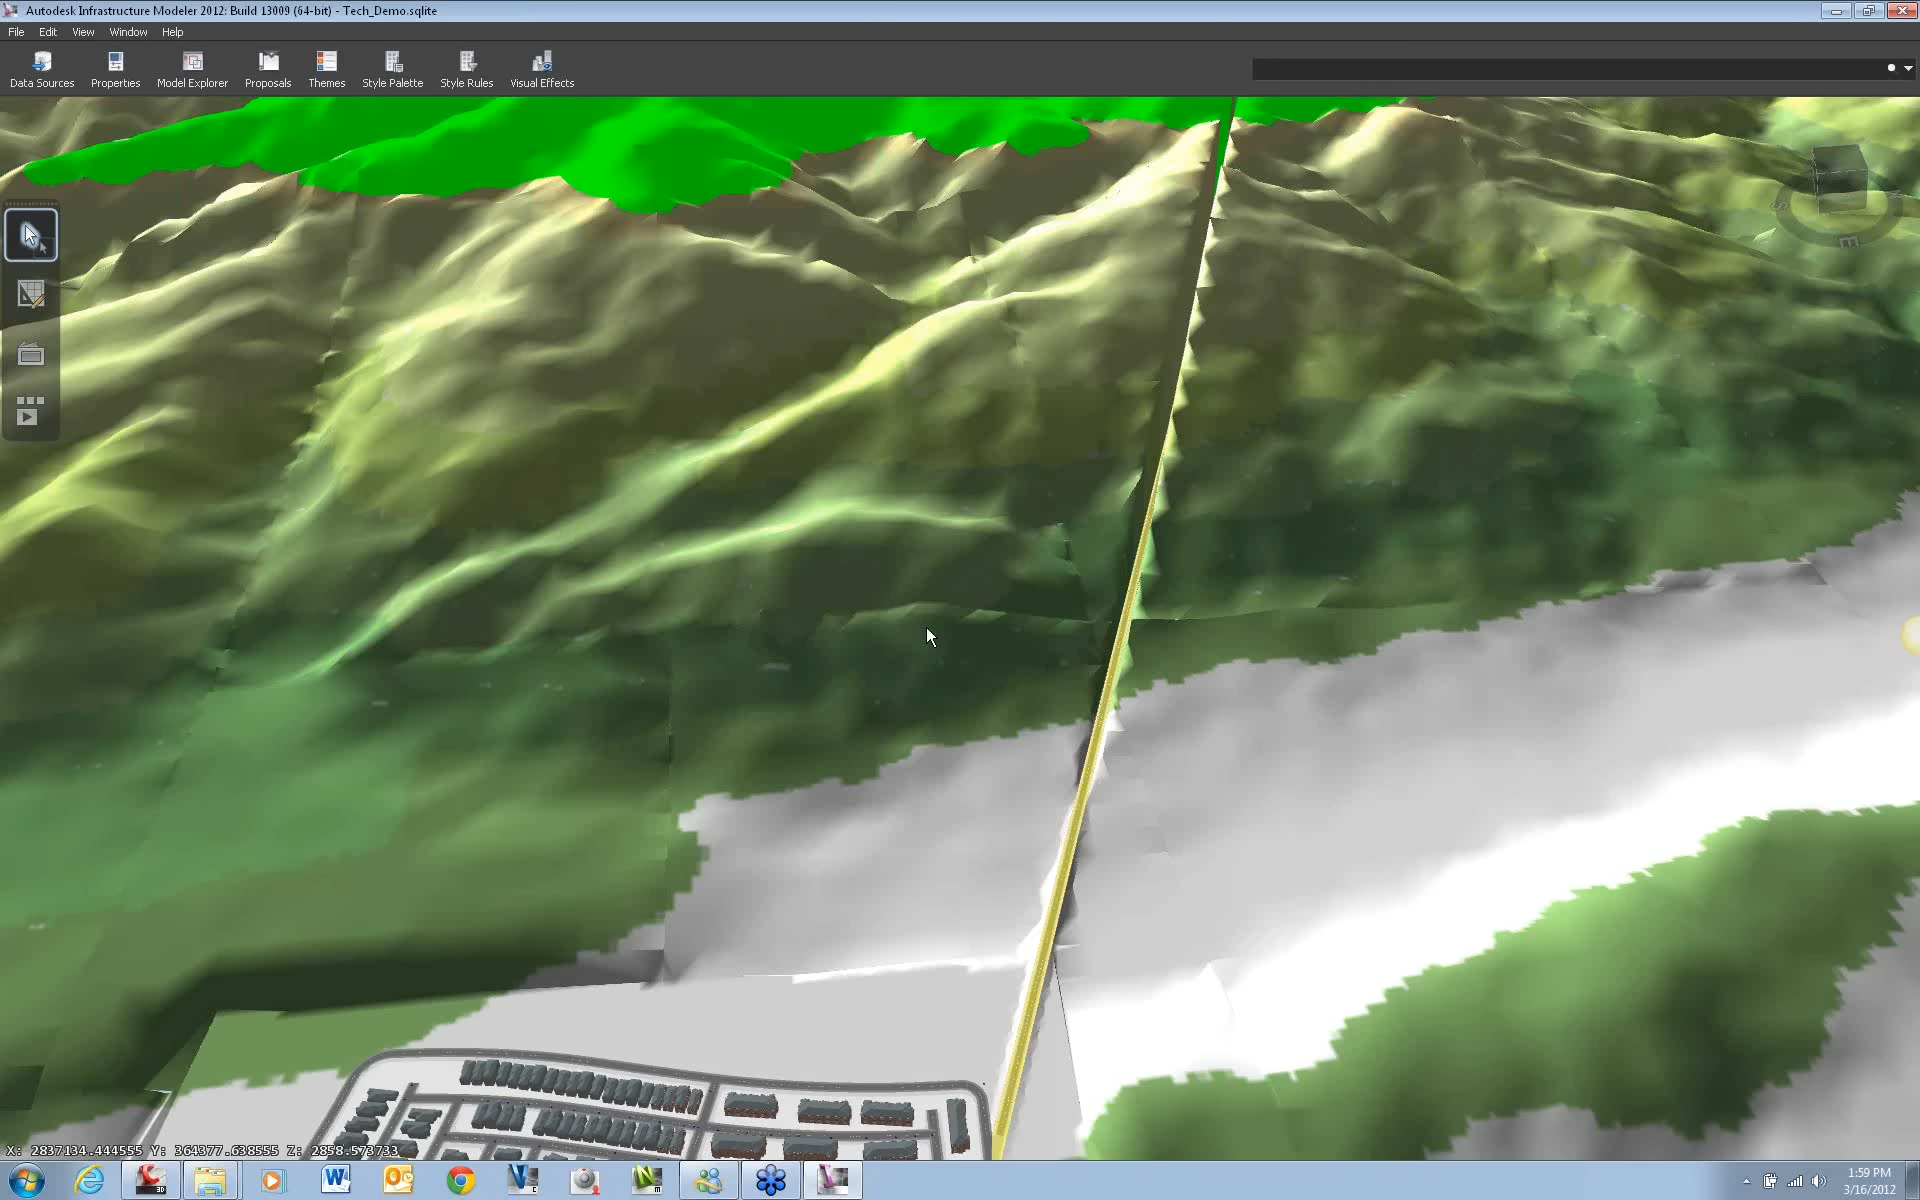 Autodesk Infrastructure Modeler 2012: Build 13009 (64-bit) - Tech_Demo.sqlite
File Edit View Window Help
Data Sources Properties Model Explorer Proposals Themes Style Palette Style Rules Visual Effects
X: 2837134.444555 Y: 364377.638555 Z: 2858.573733
1:59 PM
3/16/2012